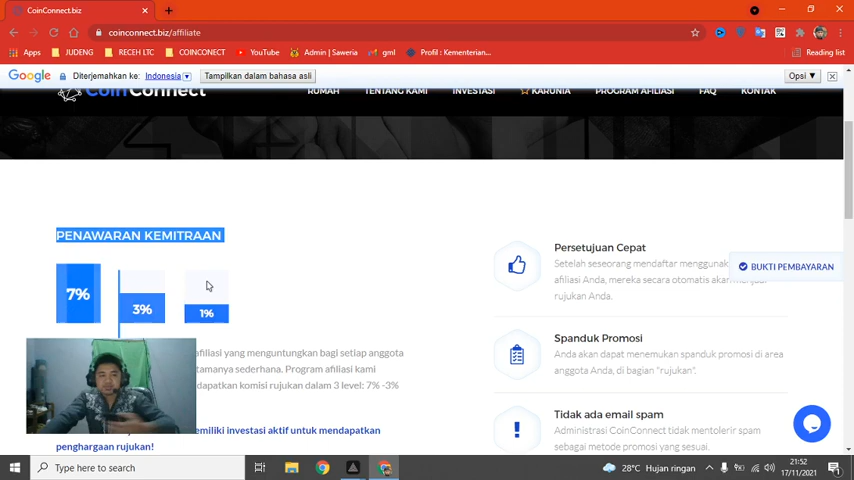 CoinConnect.biz
coinconnect.biz/affiliate
Apps
JUDENG
RECEH LTC
COINCONECT
YouTube
Admin | Saweria
gml
Profil : Kementerian...
Reading list
Google
Diterjemahkan ke:
Indonesia
Tampilkan dalam bahasa asli
Opsi ▼
CoinConnect
RUMAH
TENTANG KAMI
INVESTASI
KARUNIA
PROGRAM AFILIASI
FAQ
KONTAK
PENAWARAN KEMITRAAN
7%
3%
1%
afiliasi yang menguntungkan bagi setiap anggota
tamanya sederhana. Program afiliasi kami
dapatkan komisi rujukan dalam 3 level: 7% -3%
emiliki investasi aktif untuk mendapatkan
penghargaan rujukan!
Persetujuan Cepat
Setelah seseorang mendaftar menggunak
afiliasi Anda, mereka secara otomatis akan menjad
rujukan Anda.
BUKTI PEMBAYARAN
Spanduk Promosi
Anda akan dapat menemukan spanduk promosi di area
anggota Anda, di bagian "rujukan".
Tidak ada email spam
Administrasi CoinConnect tidak mentolerir spam
sebagai metode promosi yang sesuai.
Type here to search
28°C Hujan ringan
21:52
17/11/2021